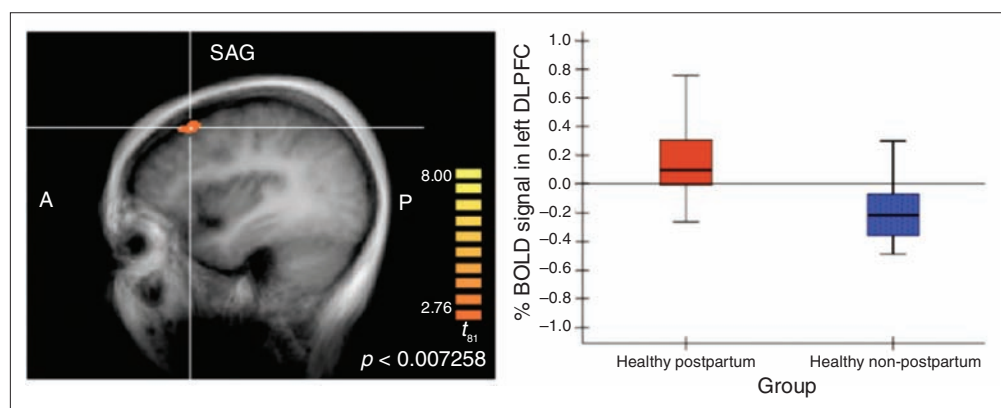 SAG
A
P
8.00
2.76
t81
p < 0.007258
% BOLD signal in left DLPFC
1.0
0.8
0.6
0.4
0.2
0.0
−0.2
−0.4
−0.6
−0.8
−1.0
Healthy postpartum
Healthy non-postpartum
Group